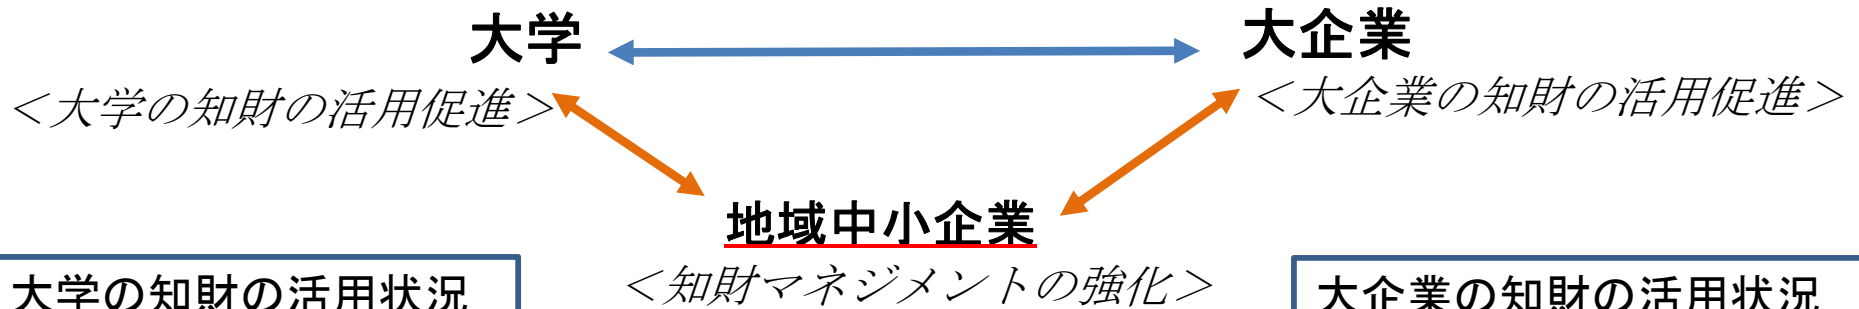 大学
大企業
＜大学の知財の活用促進＞
＜大企業の知財の活用促進＞
地域中小企業
＜知財マネジメントの強化＞
大学の知財の活用状況
大企業の知財の活用状況